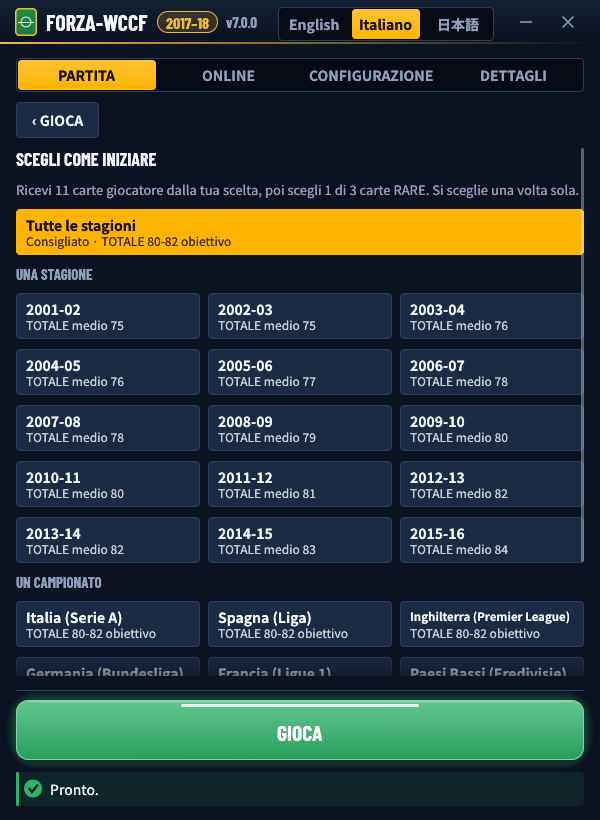 FORZA-WCCF 2017-18 v7.0.0 English Italiano 日本語
PARTITA ONLINE CONFIGURAZIONE DETTAGLI
‹ GIOCA
SCEGLI COME INIZIARE
Ricevi 11 carte giocatore dalla tua scelta, poi scegli 1 di 3 carte RARE. Si sceglie una volta sola.
Tutte le stagioni
Consigliato · TOTALE 80-82 obiettivo
UNA STAGIONE
2001-02 2002-03 2003-04
TOTALE medio 75 TOTALE medio 75 TOTALE medio 76
2004-05 2005-06 2006-07
TOTALE medio 76 TOTALE medio 77 TOTALE medio 78
2007-08 2008-09 2009-10
TOTALE medio 78 TOTALE medio 79 TOTALE medio 80
2010-11 2011-12 2012-13
TOTALE medio 80 TOTALE medio 81 TOTALE medio 82
2013-14 2014-15 2015-16
TOTALE medio 82 TOTALE medio 83 TOTALE medio 84
UN CAMPIONATO
Italia (Serie A) Spagna (Liga) Inghilterra (Premier League)
TOTALE 80-82 obiettivo TOTALE 80-82 obiettivo TOTALE 80-82 obiettivo
Germania (Bundesliga) Francia (Ligue 1) Paesi Bassi (Eredivisie)
GIOCA
Pronto.